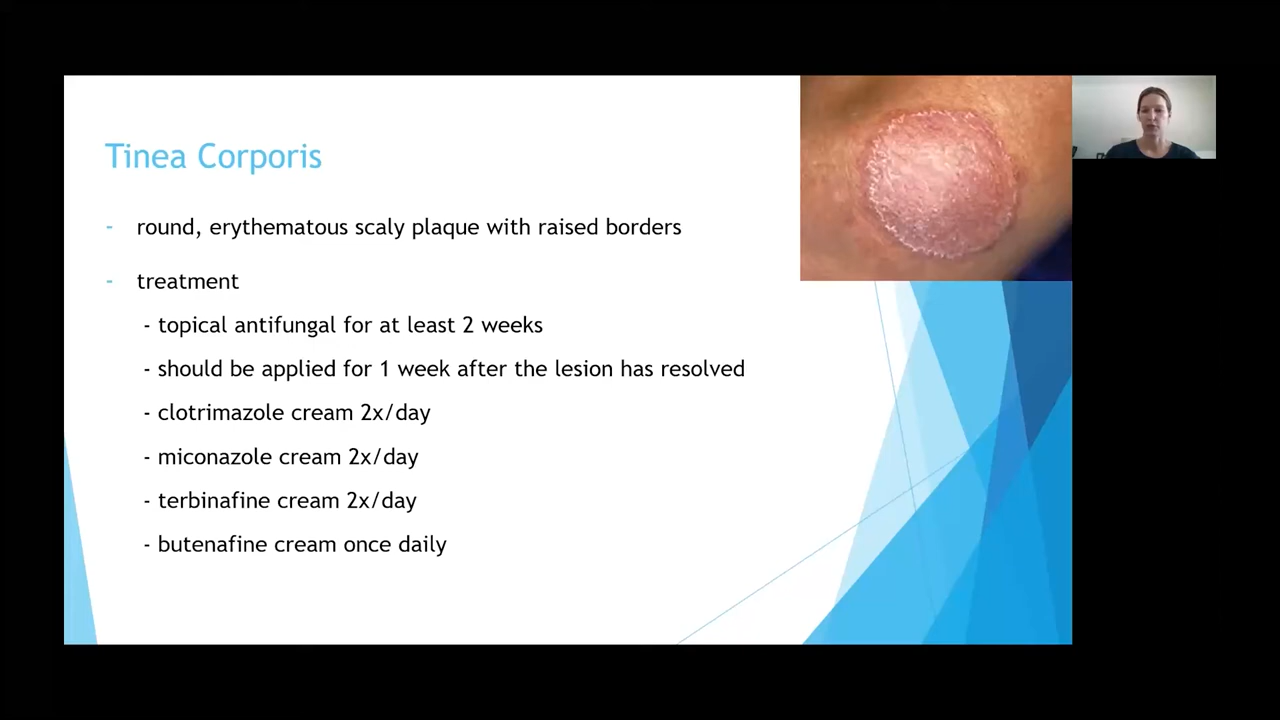 Tinea Corporis
- round, erythematous scaly plaque with raised borders
- treatment
- topical antifungal for at least 2 weeks
- should be applied for 1 week after the lesion has resolved
- clotrimazole cream 2x/day
- miconazole cream 2x/day
- terbinafine cream 2x/day
- butenafine cream once daily